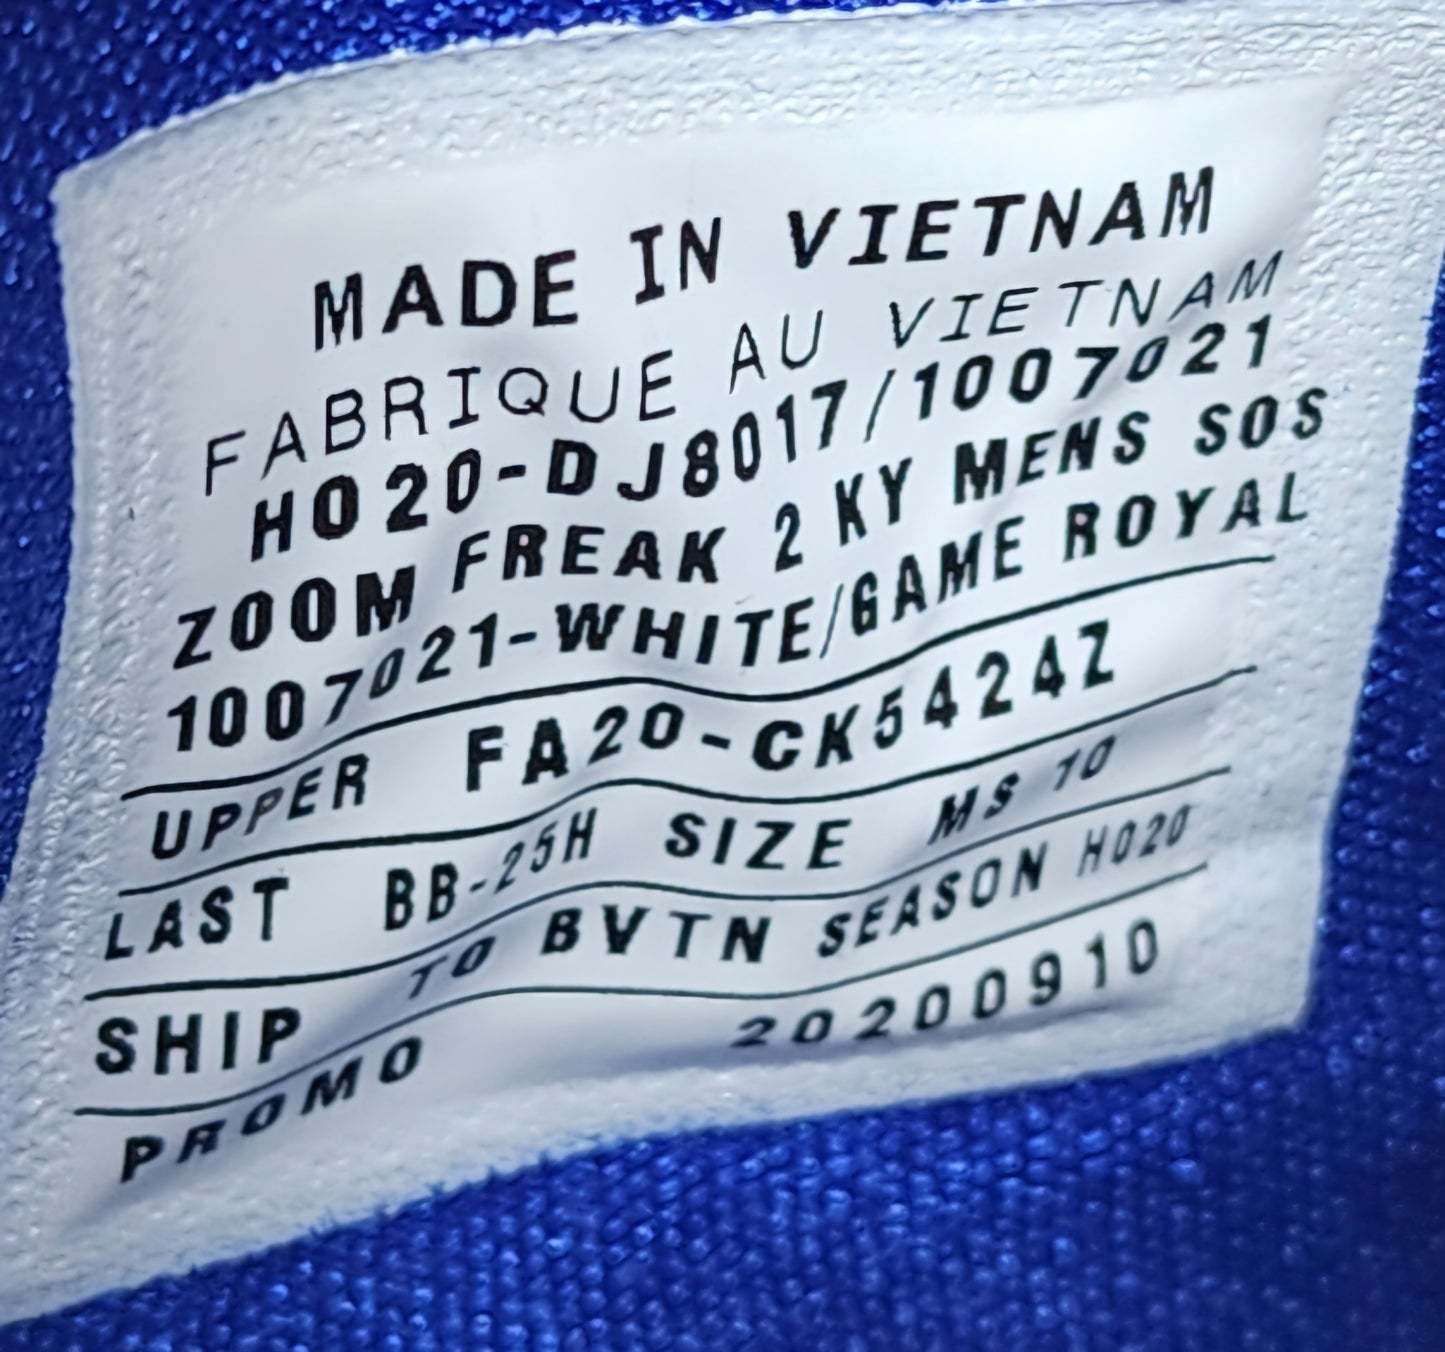 MADE IN VIETNAM
FABRIQUE AU VIETNAM
HO20-DJ8017/1007021
ZOOM FREAK 2 KY MENS SOS
1007021-WHITE/GAME ROYAL
UPPER FA20-CK5424Z
LAST BB-25H SIZE MS 10
SHIP TO BVTN SEASON HO20
PROMO 20200910